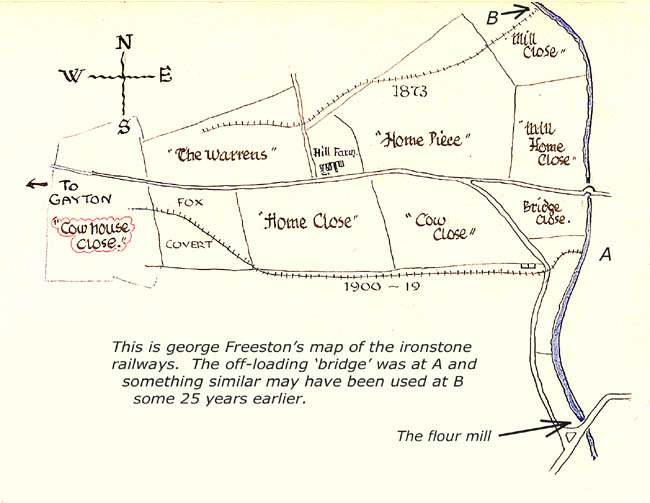 B
N
W E
S
"Mill
Close"
1873
"The Warrens"
Hill Farm.
"Home Piece"
"Mill
Home
Close"
TO
GAYTON
"Cow house
Close."
FOX
COVERT
"Home Close"
"Cow
Close"
Bridge
Close.
A
1900 - 19
This is george Freeston's map of the ironstone
railways. The off-loading 'bridge' was at A and
something similar may have been used at B
some 25 years earlier.
The flour mill